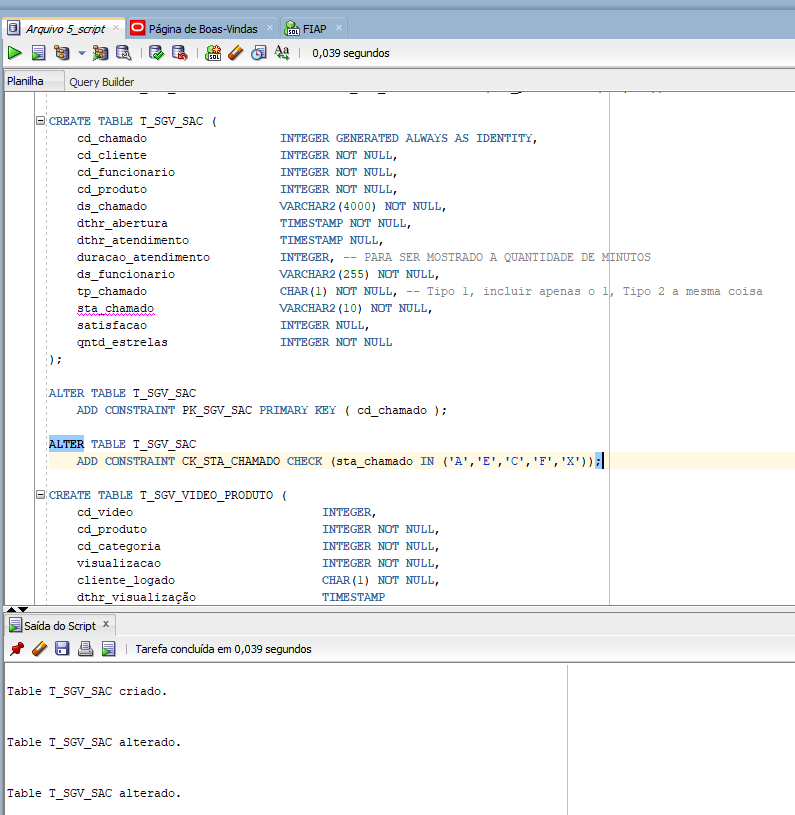 Arquivo 5_script
Página de Boas-Vindas
FIAP
SQL
Aa
0,039 segundos
Planilha
Query Builder
CREATE TABLE T_SGV_SAC (
cd_chamado INTEGER GENERATED ALWAYS AS IDENTITY,
cd_cliente INTEGER NOT NULL,
cd_funcionario INTEGER NOT NULL,
cd_produto INTEGER NOT NULL,
ds_chamado VARCHAR2(4000) NOT NULL,
dthr_abertura TIMESTAMP NOT NULL,
dthr_atendimento TIMESTAMP NULL,
duracao_atendimento INTEGER, -- PARA SER MOSTRADO A QUANTIDADE DE MINUTOS
ds_funcionario VARCHAR2(255) NOT NULL,
tp_chamado CHAR(1) NOT NULL, -- Tipo 1, incluir apenas o 1, Tipo 2 a mesma coisa
sta_chamado VARCHAR2(10) NOT NULL,
satisfacao INTEGER NULL,
qntd_estrelas INTEGER NOT NULL
);
ALTER TABLE T_SGV_SAC
ADD CONSTRAINT PK_SGV_SAC PRIMARY KEY ( cd_chamado );
ALTER TABLE T_SGV_SAC
ADD CONSTRAINT CK_STA_CHAMADO CHECK (sta_chamado IN ('A','E','C','F','X'));
CREATE TABLE T_SGV_VIDEO_PRODUTO (
cd_video INTEGER,
cd_produto INTEGER NOT NULL,
cd_categoria INTEGER NOT NULL,
visualizacao INTEGER NOT NULL,
cliente_logado CHAR(1) NOT NULL,
dthr_visualização TIMESTAMP
Saída do Script x
Tarefa concluída em 0,039 segundos
Table T_SGV_SAC criado.
Table T_SGV_SAC alterado.
Table T_SGV_SAC alterado.